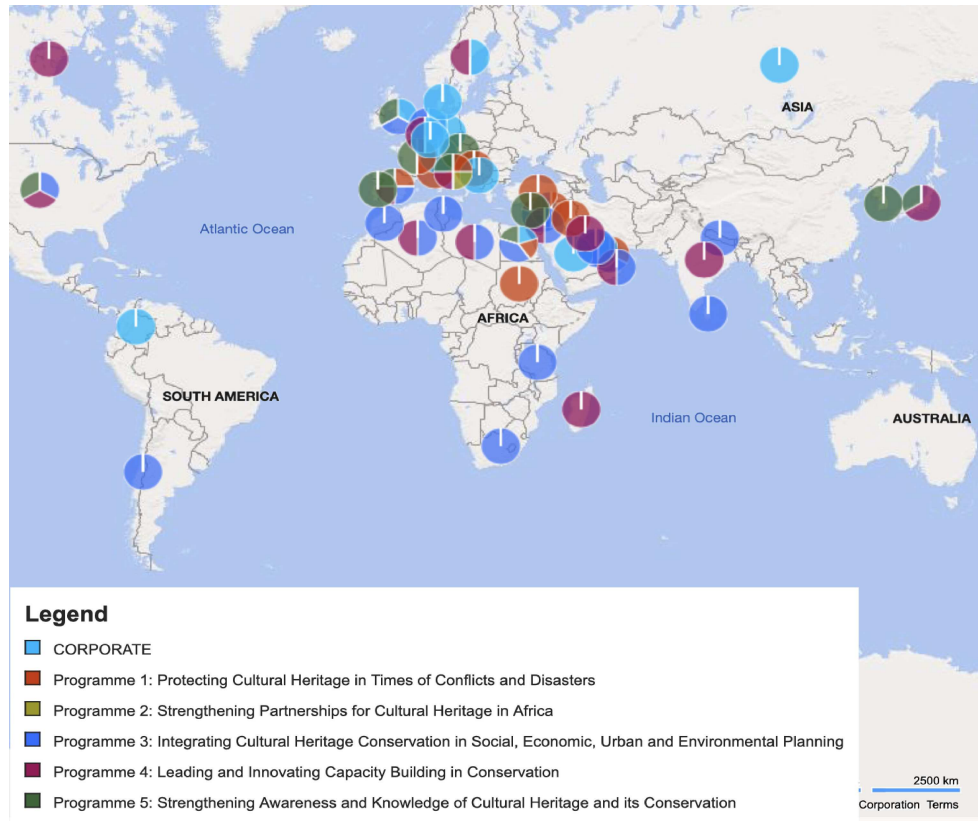 ASIA
Atlantic Ocean
AFRICA
SOUTH AMERICA
Indian Ocean
AUSTRALIA
Legend
CORPORATE
Programme 1: Protecting Cultural Heritage in Times of Conflicts and Disasters
Programme 2: Strengthening Partnerships for Cultural Heritage in Africa
Programme 3: Integrating Cultural Heritage Conservation in Social, Economic, Urban and Environmental Planning
Programme 4: Leading and Innovating Capacity Building in Conservation
2500 km
Corporation Terms
Programme 5: Strengthening Awareness and Knowledge of Cultural Heritage and its Conservation